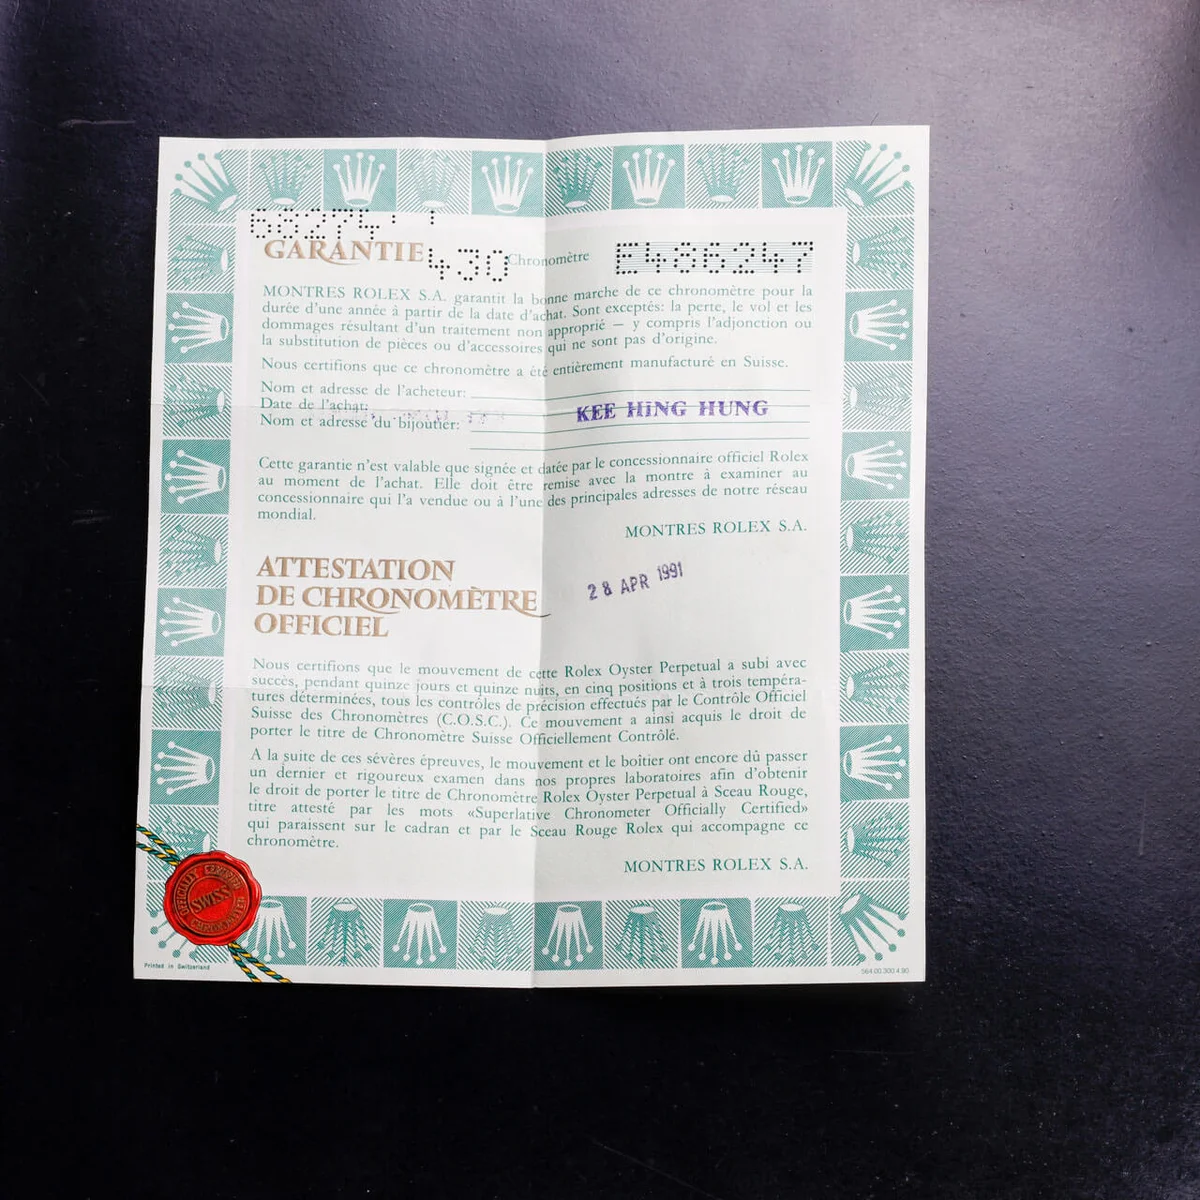 68274
GARANTIE
430
Chronomètre
E486247
MONTRES ROLEX S.A. garantit la bonne marche de ce chronomètre pour la
durée d'une année à partir de la date d'achat. Sont exceptés: la perte, le vol et les
dommages résultant d'un traitement non approprié — y compris l'adjonction ou
la substitution de pièces ou d'accessoires qui ne sont pas d'origine.
Nous certifions que ce chronomètre a été entièrement manufacturé en Suisse.
Nom et adresse de l'acheteur:
Date de l'achat:
KEE HiNG HUNG
Nom et adresse du bijoutier:
Cette garantie n'est valable que signée et datée par le concessionnaire officiel Rolex
au moment de l'achat. Elle doit être remise avec la montre à examiner au
concessionnaire qui l'a vendue ou à l'une des principales adresses de notre réseau
mondial.
MONTRES ROLEX S.A.
28 APR 1991
ATTESTATION
DE CHRONOMÈTRE
OFFICIEL
Nous certifions que le mouvement de cette Rolex Oyster Perpetual a subi avec
succès, pendant quinze jours et quinze nuits, en cinq positions et à trois tempéra-
tures déterminées, tous les contrôles de précision effectués par le Contrôle Officiel
Suisse des Chronomètres (C.O.S.C.). Ce mouvement a ainsi acquis le droit de
porter le titre de Chronomètre Suisse Officiellement Contrôlé.
A la suite de ces sévères épreuves, le mouvement et le boîtier ont encore dû passer
un dernier et rigoureux examen dans nos propres laboratoires afin d'obtenir
le droit de porter le titre de Chronomètre Rolex Oyster Perpetual à Sceau Rouge,
titre attesté par les mots «Superlative Chronometer Officially Certified»
qui paraissent sur le cadran et par le Sceau Rouge Rolex qui accompagne ce
chronomètre.
MONTRES ROLEX S.A.
OFFICIALLY CERTIFIED
SWISS
CHRONOMETER
Printed in Switzerland
564.00.300.4.90